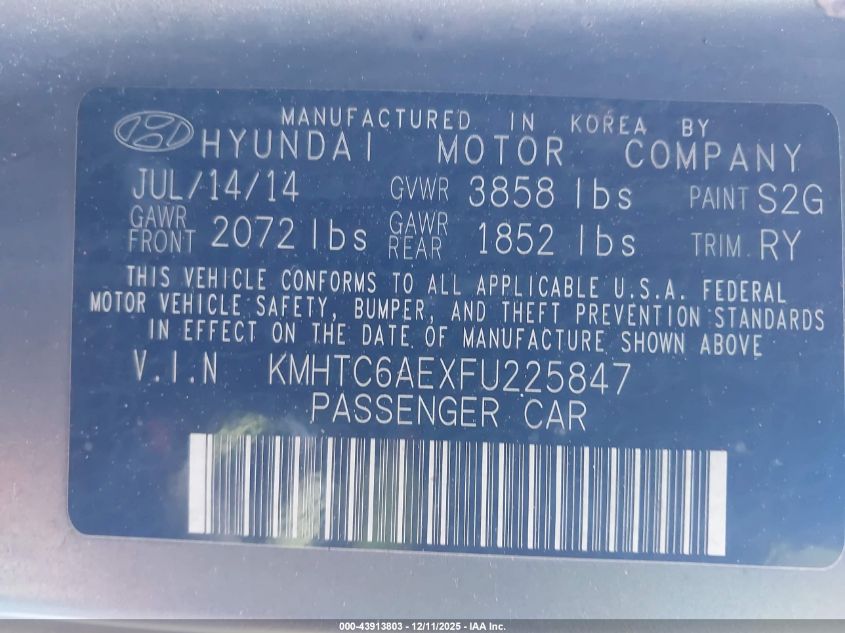 MANUFACTURED IN KOREA BY
HYUNDAI MOTOR COMPANY
JUL/14/14 GVWR 3858 lbs PAINT S2G
GAWR FRONT 2072 lbs GAWR REAR 1852 lbs TRIM RY
THIS VEHICLE CONFORMS TO ALL APPLICABLE U.S.A. FEDERAL
MOTOR VEHICLE SAFETY, BUMPER, AND THEFT PREVENTION STANDARDS
IN EFFECT ON THE DATE OF MANUFACTURE SHOWN ABOVE
V.I.N KMHTC6AEXFU225847
PASSENGER CAR
000-43913803 - 12/11/2025 - IAA Inc.